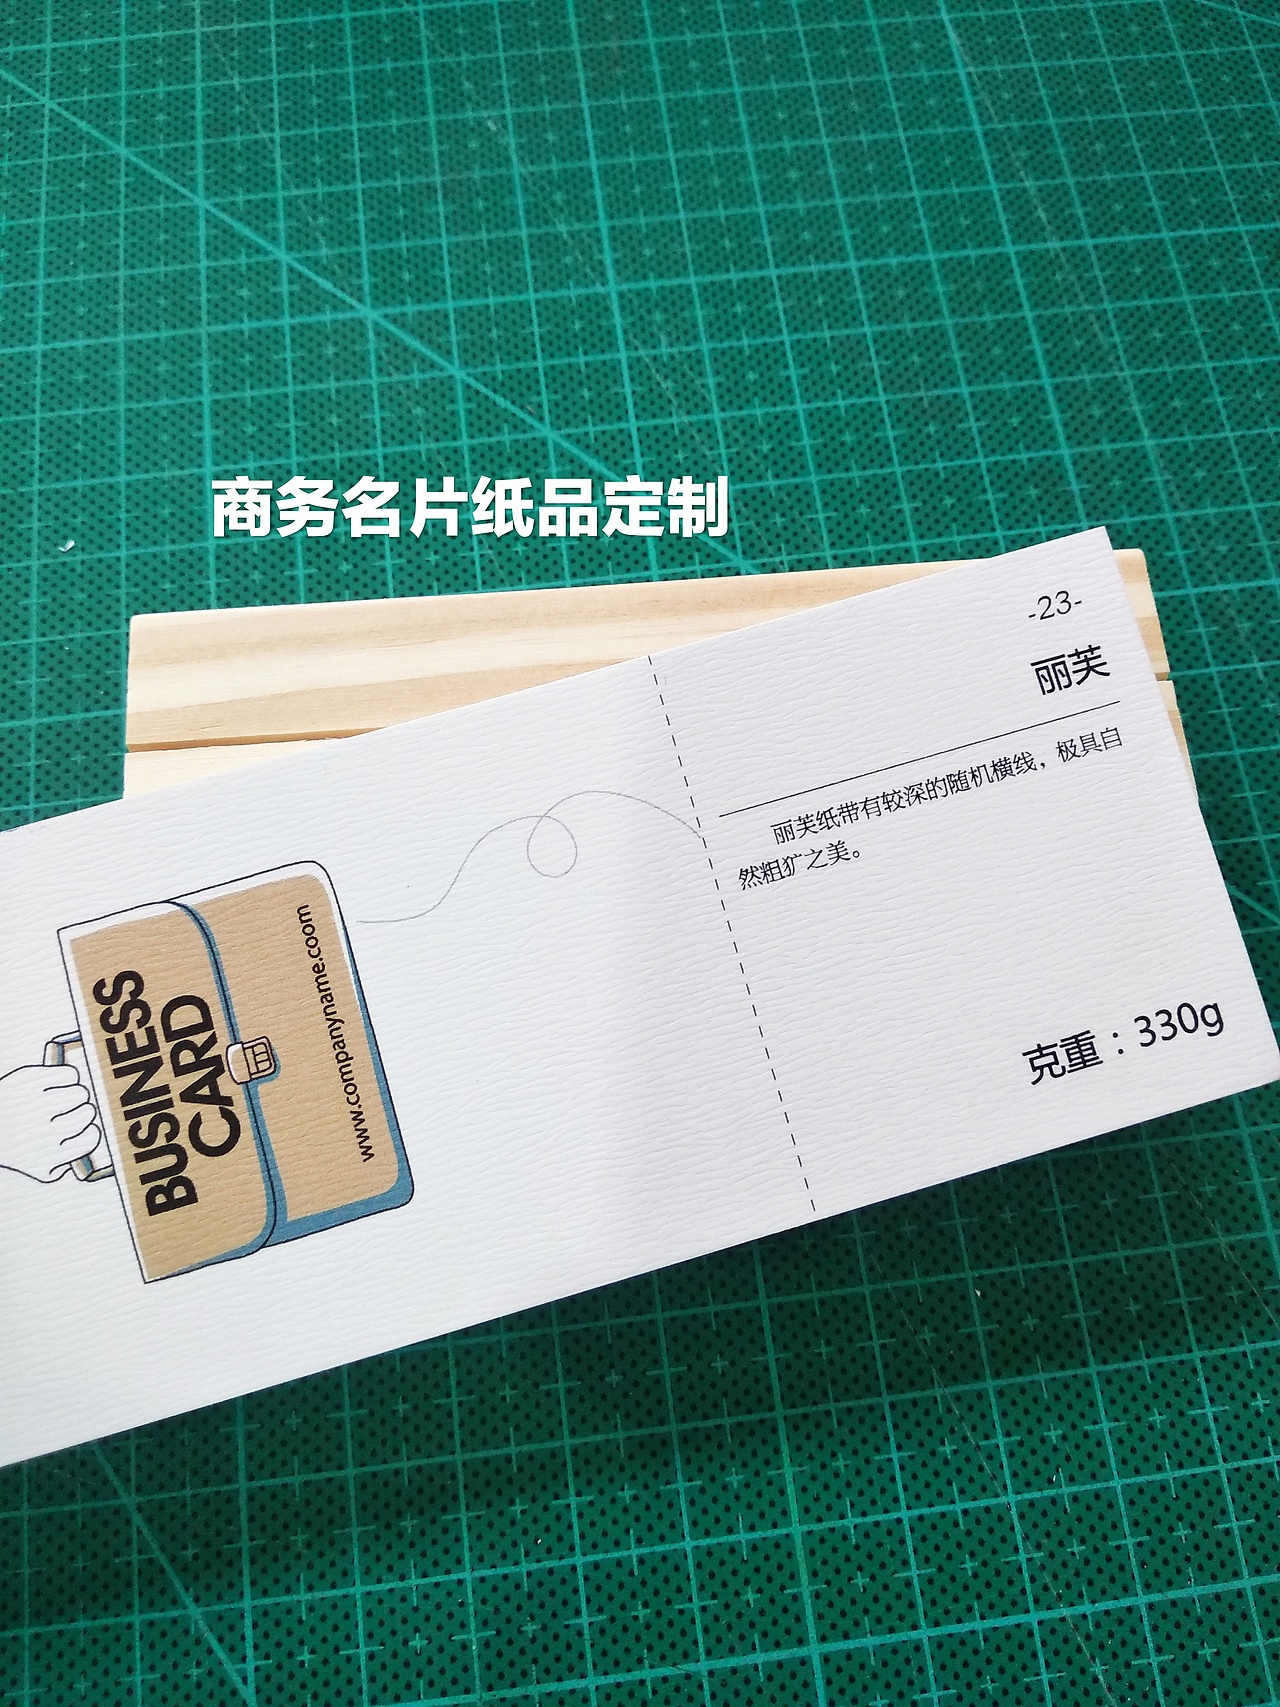 商务名片纸品定制
-23-
丽芙
丽芙纸带有较深的随机横线，极具自
然粗犷之美。
克重：330g
BUSINESS
CARD
www.companyname.coom